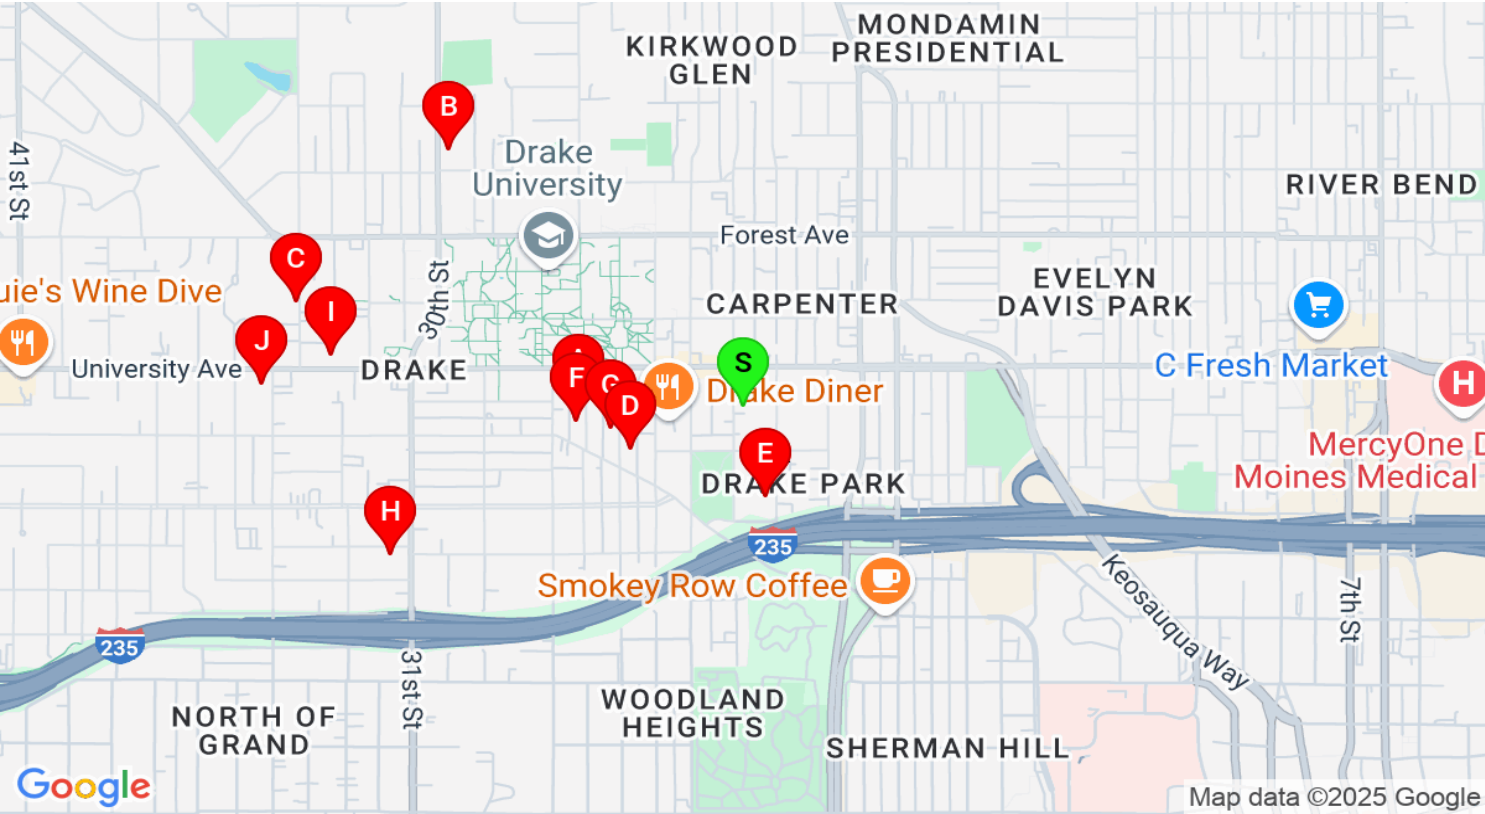 MONDAMIN
PRESIDENTIAL
KIRKWOOD
GLEN
B
Drake
University
41st St
RIVER BEND
Forest Ave
C
30th St
EVELYN
DAVIS PARK
uie's Wine Dive
I
CARPENTER
J
University Ave
DRAKE
S
F
G
D
Drake Diner
C Fresh Market
H
E
MercyOne D
Moines Medical
DRAKE PARK
H
235
Smokey Row Coffee
Keosauqua Way
7th St
235
31st St
WOODLAND
HEIGHTS
NORTH OF
GRAND
SHERMAN HILL
Google
Map data ©2025 Google